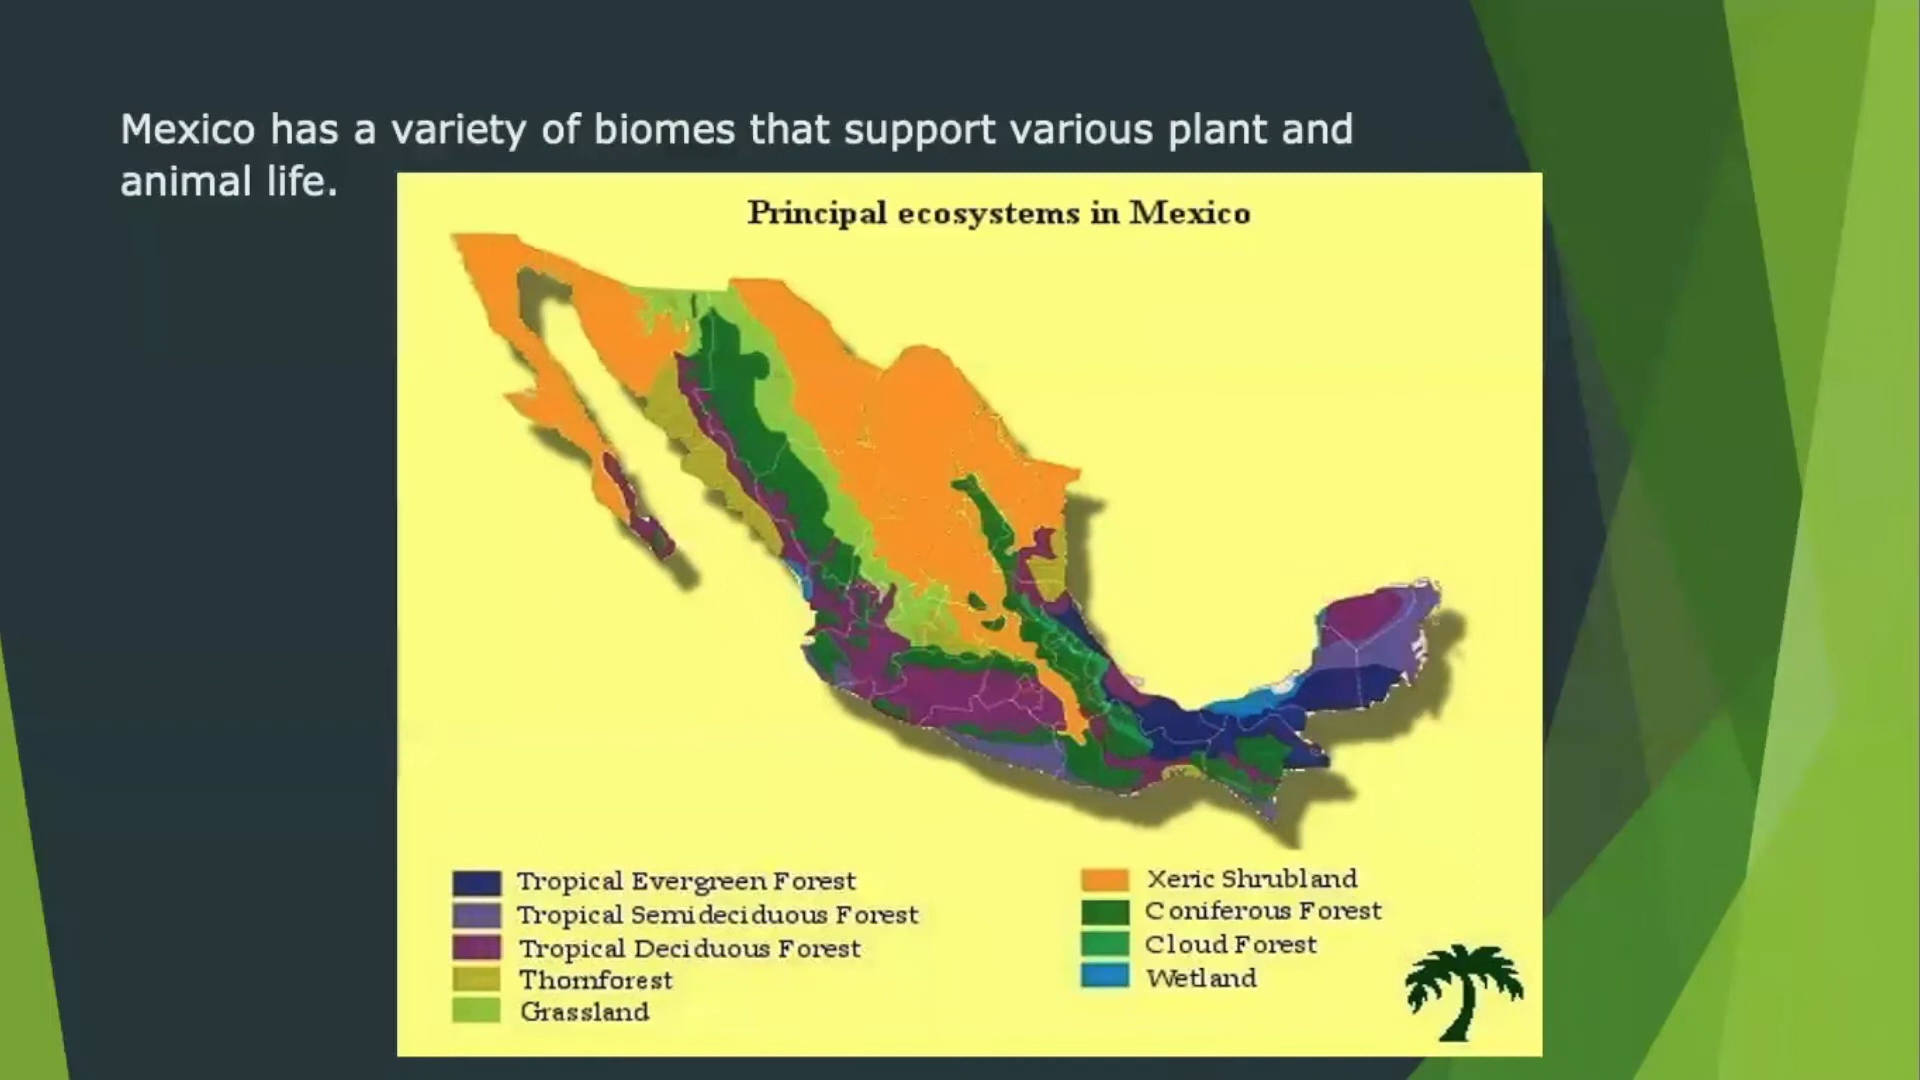 Mexico has a variety of biomes that support various plant and
animal life.
Principal ecosystems in Mexico
Tropical Evergreen Forest
Tropical Semideciduous Forest
Tropical Deciduous Forest
Thornforest
Grassland
Xeric Shrubland
Coniferous Forest
Cloud Forest
Wetland